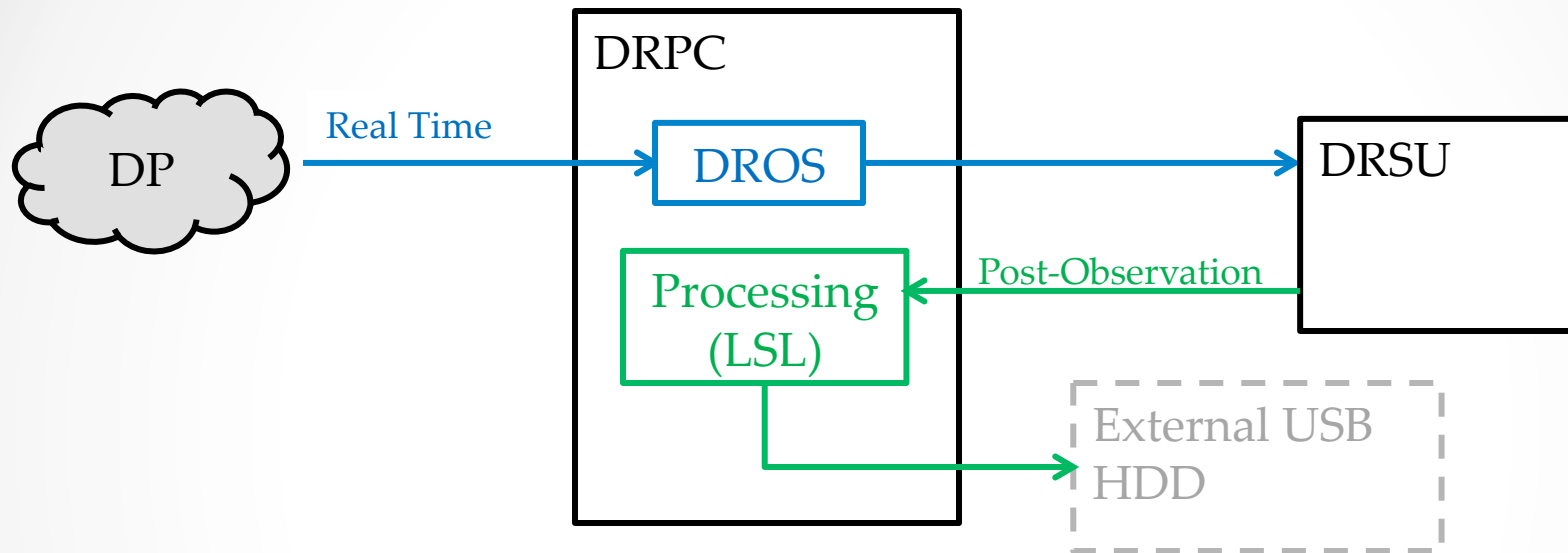 DRPC
Real Time
DP
DROS
DRSU
Post-Observation
Processing
(LSL)
External USB
HDD